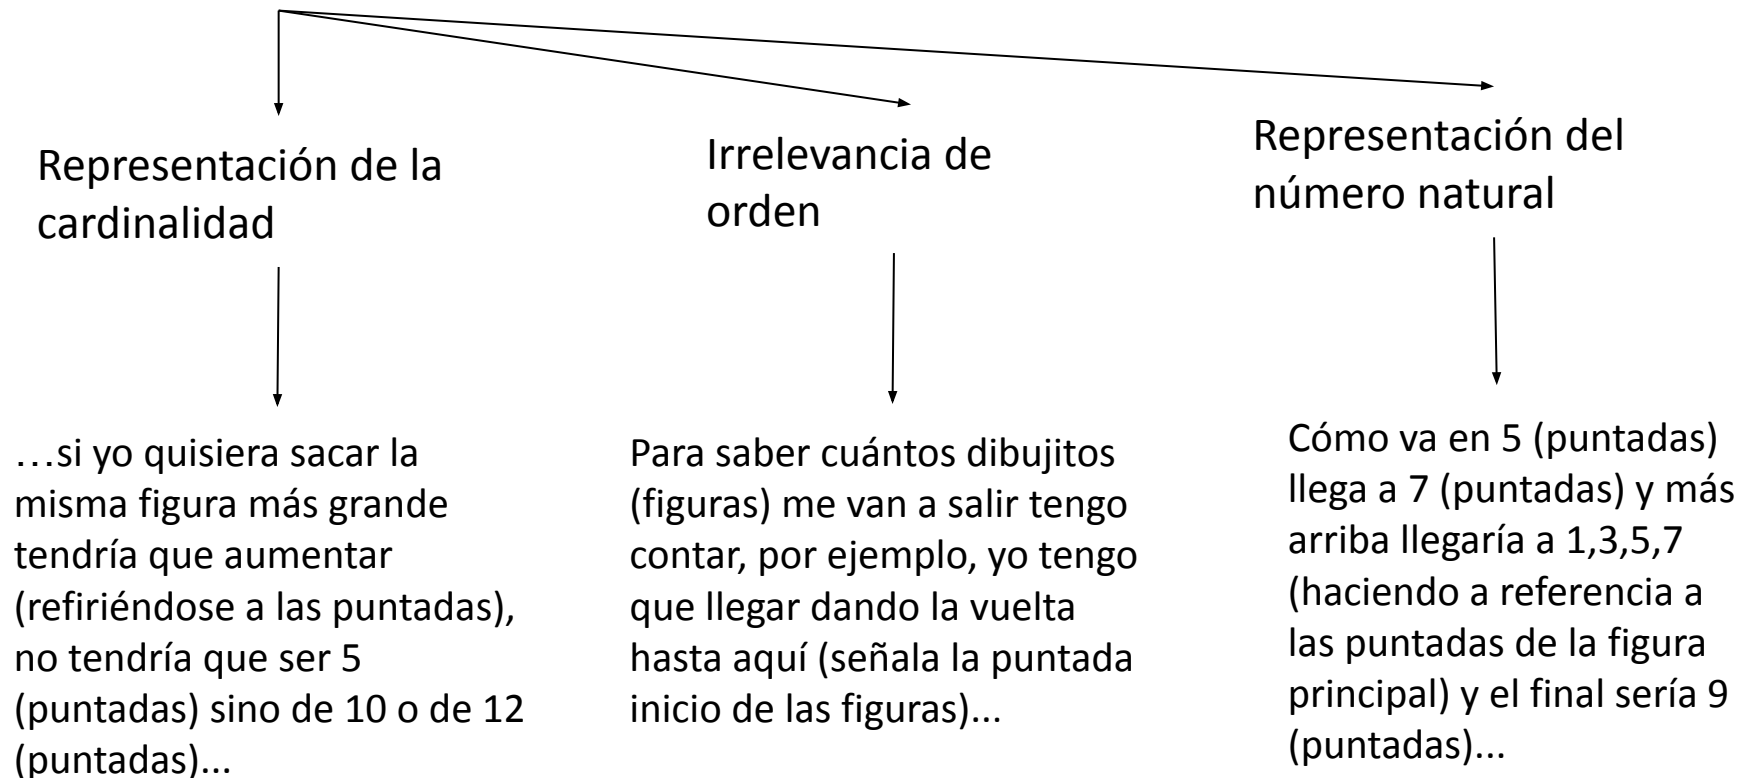 Representación de la
cardinalidad
Irrelevancia de
orden
Representación del
número natural
...si yo quisiera sacar la
misma figura más grande
tendría que aumentar
(refiriéndose a las puntadas),
no tendría que ser 5
(puntadas) sino de 10 o de 12
(puntadas)...
Para saber cuántos dibujitos
(figuras) me van a salir tengo
contar, por ejemplo, yo tengo
que llegar dando la vuelta
hasta aquí (señala la puntada
inicio de las figuras)...
Cómo va en 5 (puntadas)
llega a 7 (puntadas) y más
arriba llegaría a 1,3,5,7
(haciendo a referencia a
las puntadas de la figura
principal) y el final sería 9
(puntadas)...